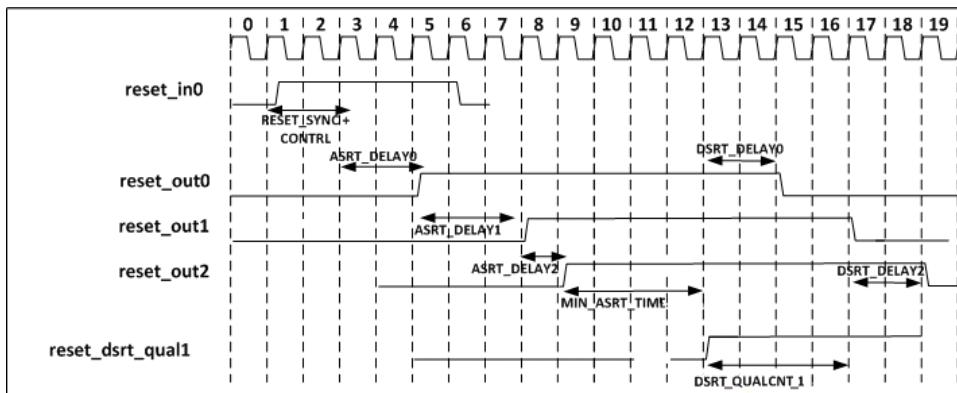 0 1 2 3 4 5 6 7 8 9 10 11 12 13 14 15 16 17 18 19
reset_in0
RESET_SYNC+
CONTRL
ASRT_DELAY0
DSRT_DELAY0
reset_out0
reset_out1
ASRT_DELAY1
reset_out2
ASRT_DELAY2
DSRT_DELAY2
MIN_ASRT_TIME
reset_dsrt_qual1
DSRT_QUALCNT_1